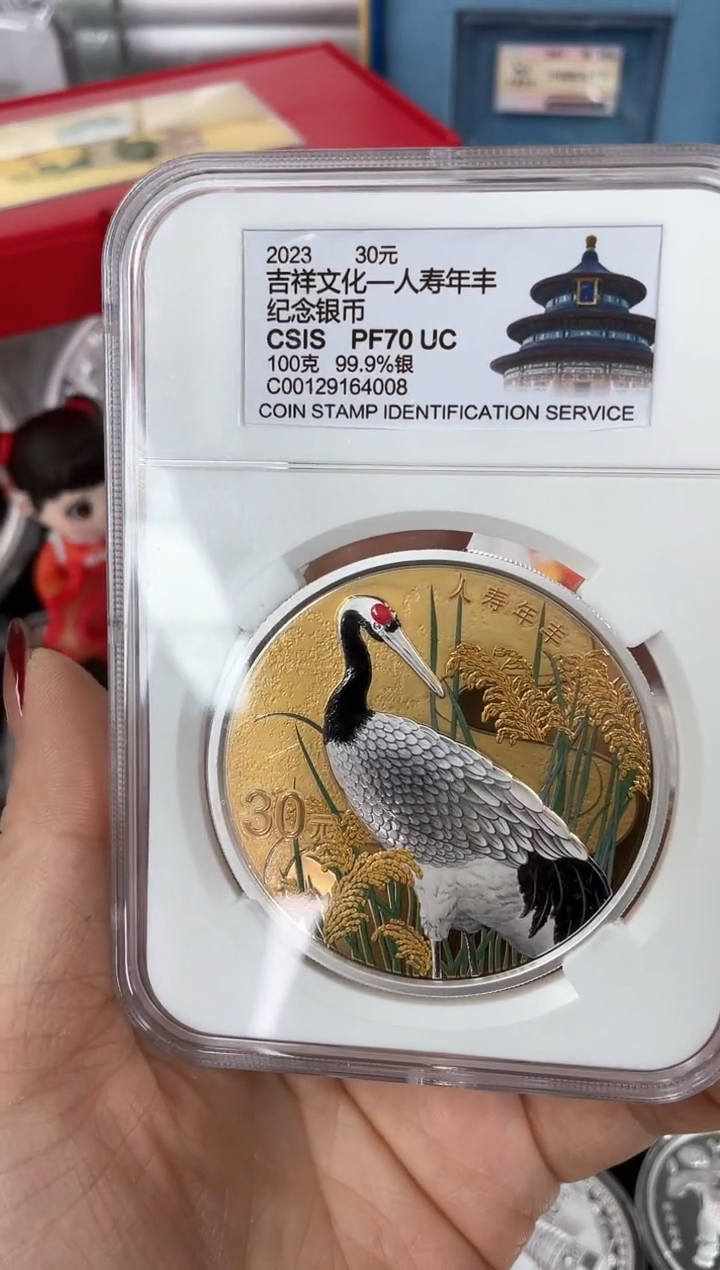 2023 30元
吉祥文化—人寿年丰
纪念银币
CSIS PF70 UC
100克 99.9%银
C00129164008
COIN STAMP IDENTIFICATION SERVICE
人寿年丰
30元